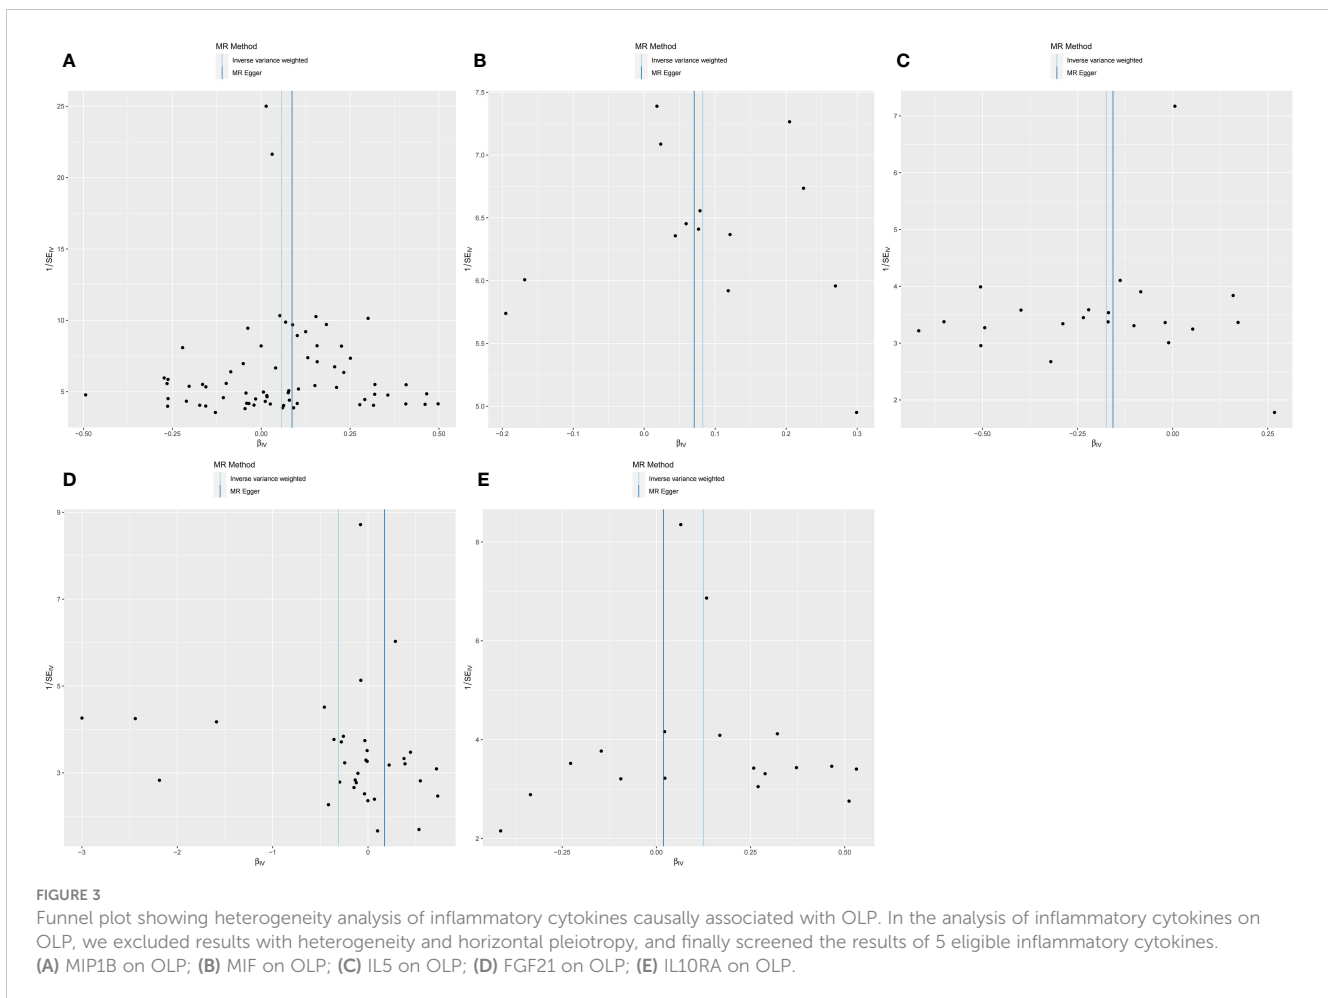 A
MR Method
Inverse variance weighted
MR Egger
25
20
15
10
5
1/SE_IV
−0.50
−0.25
0.00
0.25
0.50
β_IV
B
MR Method
Inverse variance weighted
MR Egger
7.5
7.0
6.5
6.0
5.5
5.0
1/SE_IV
−0.2
−0.1
0.0
0.1
0.2
0.3
β_IV
C
MR Method
Inverse variance weighted
MR Egger
7
6
5
4
3
2
1/SE_IV
−0.50
−0.25
0.00
0.25
β_IV
D
MR Method
Inverse variance weighted
MR Egger
9
7
5
3
1/SE_IV
−3
−2
−1
0
β_IV
E
MR Method
Inverse variance weighted
MR Egger
8
6
4
2
1/SE_IV
−0.25
0.00
0.25
0.50
β_IV
FIGURE 3
Funnel plot showing heterogeneity analysis of inflammatory cytokines causally associated with OLP. In the analysis of inflammatory cytokines on
OLP, we excluded results with heterogeneity and horizontal pleiotropy, and finally screened the results of 5 eligible inflammatory cytokines.
(A) MIP1B on OLP; (B) MIF on OLP; (C) IL5 on OLP; (D) FGF21 on OLP; (E) IL10RA on OLP.